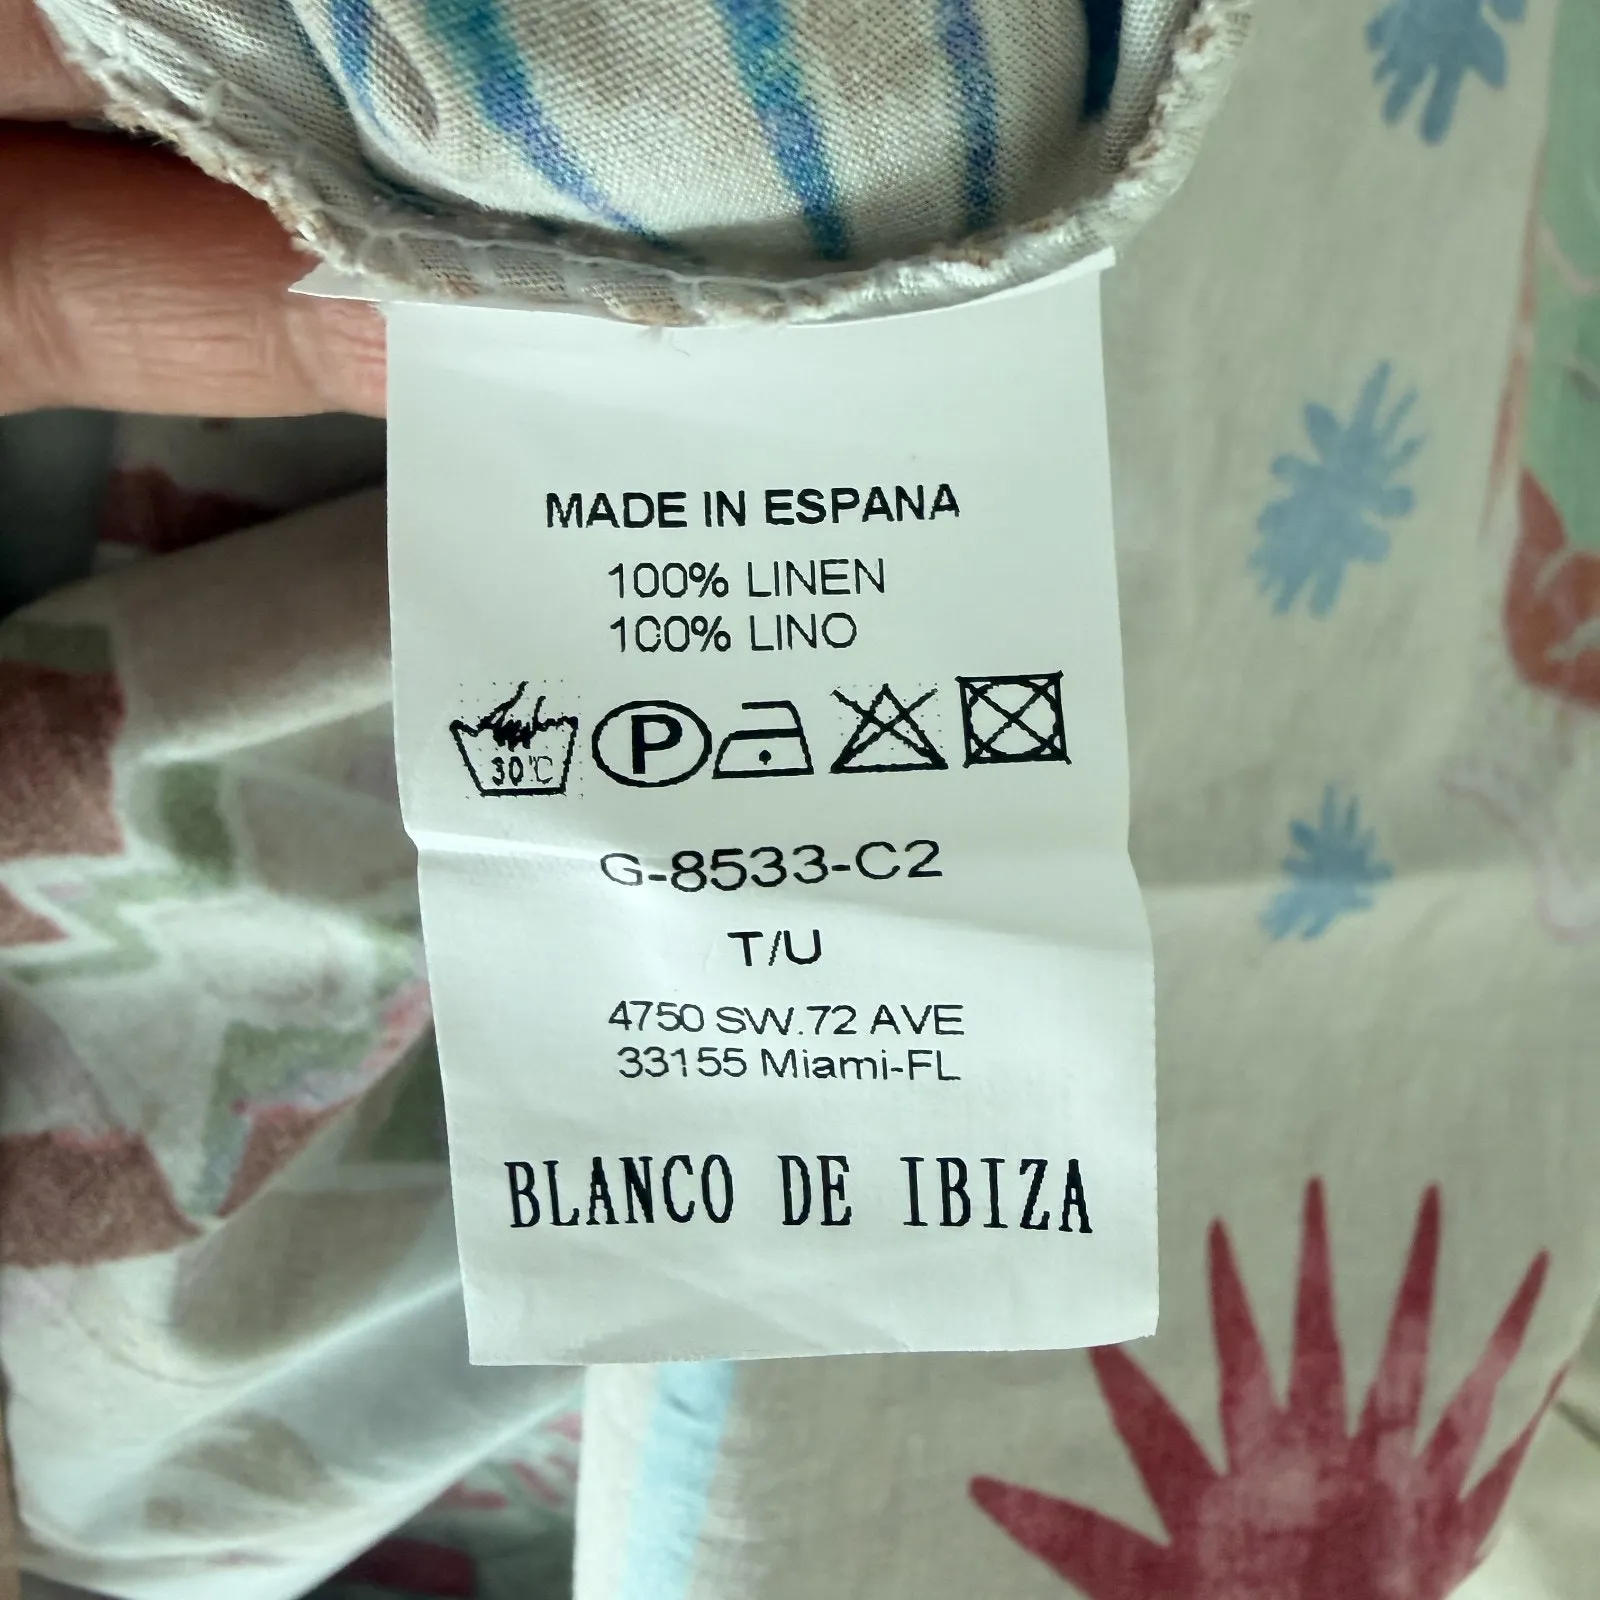 MADE IN ESPANA
100% LINEN
100% LINO
30°C P
G-8533-C2
T/U
4750 SW.72 AVE
33155 Miami-FL
BLANCO DE IBIZA